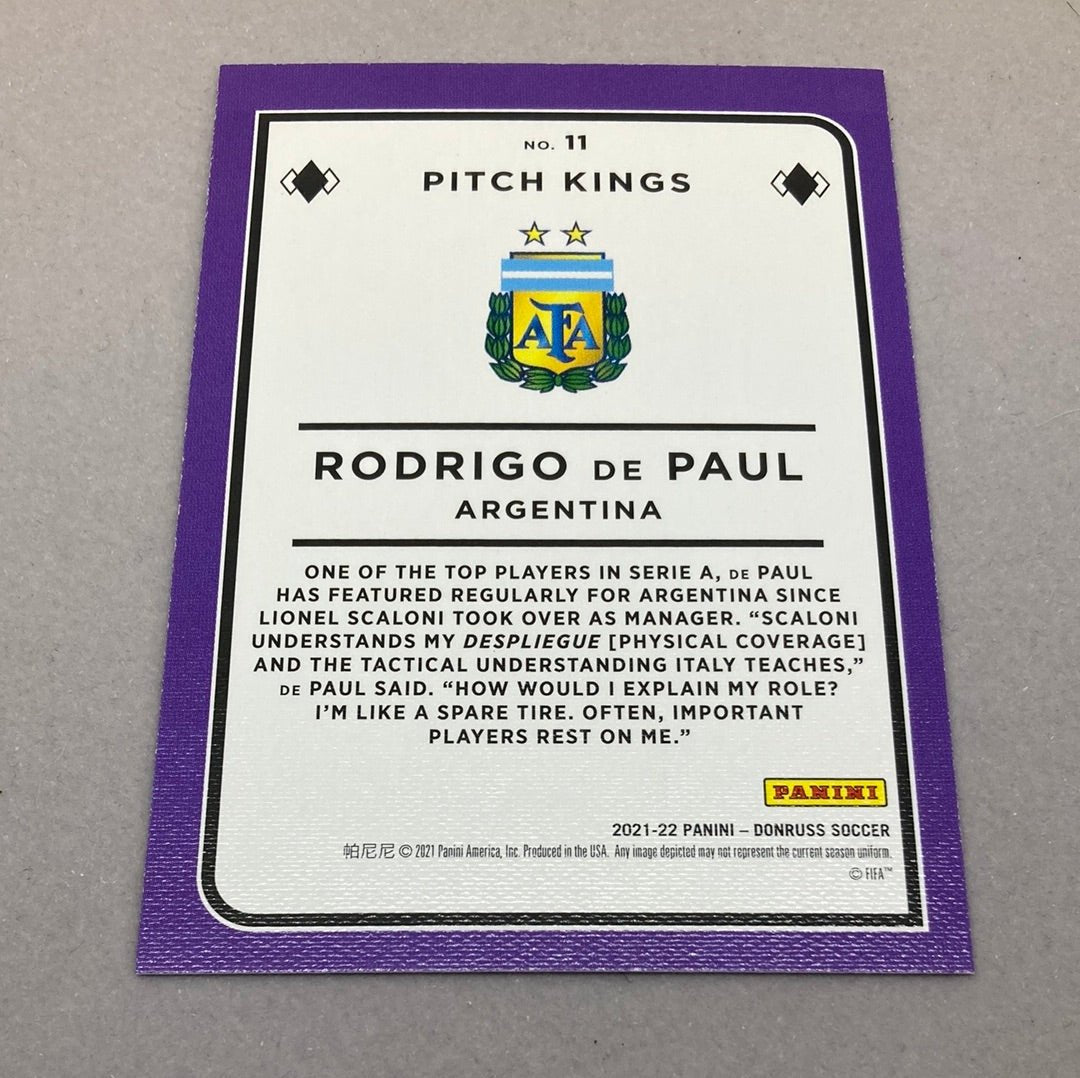 NO. 11
PITCH KINGS
AFA
RODRIGO DE PAUL
ARGENTINA
ONE OF THE TOP PLAYERS IN SERIE A, DE PAUL
HAS FEATURED REGULARLY FOR ARGENTINA SINCE
LIONEL SCALONI TOOK OVER AS MANAGER. “SCALONI
UNDERSTANDS MY DESPLIEGUE [PHYSICAL COVERAGE]
AND THE TACTICAL UNDERSTANDING ITALY TEACHES,”
DE PAUL SAID. “HOW WOULD I EXPLAIN MY ROLE?
I’M LIKE A SPARE TIRE. OFTEN, IMPORTANT
PLAYERS REST ON ME.”
PANINI
2021-22 PANINI – DONRUSS SOCCER
帕尼尼 © 2021 Panini America, Inc. Produced in the USA. Any image depicted may not represent the current season uniform.
© FIFA™